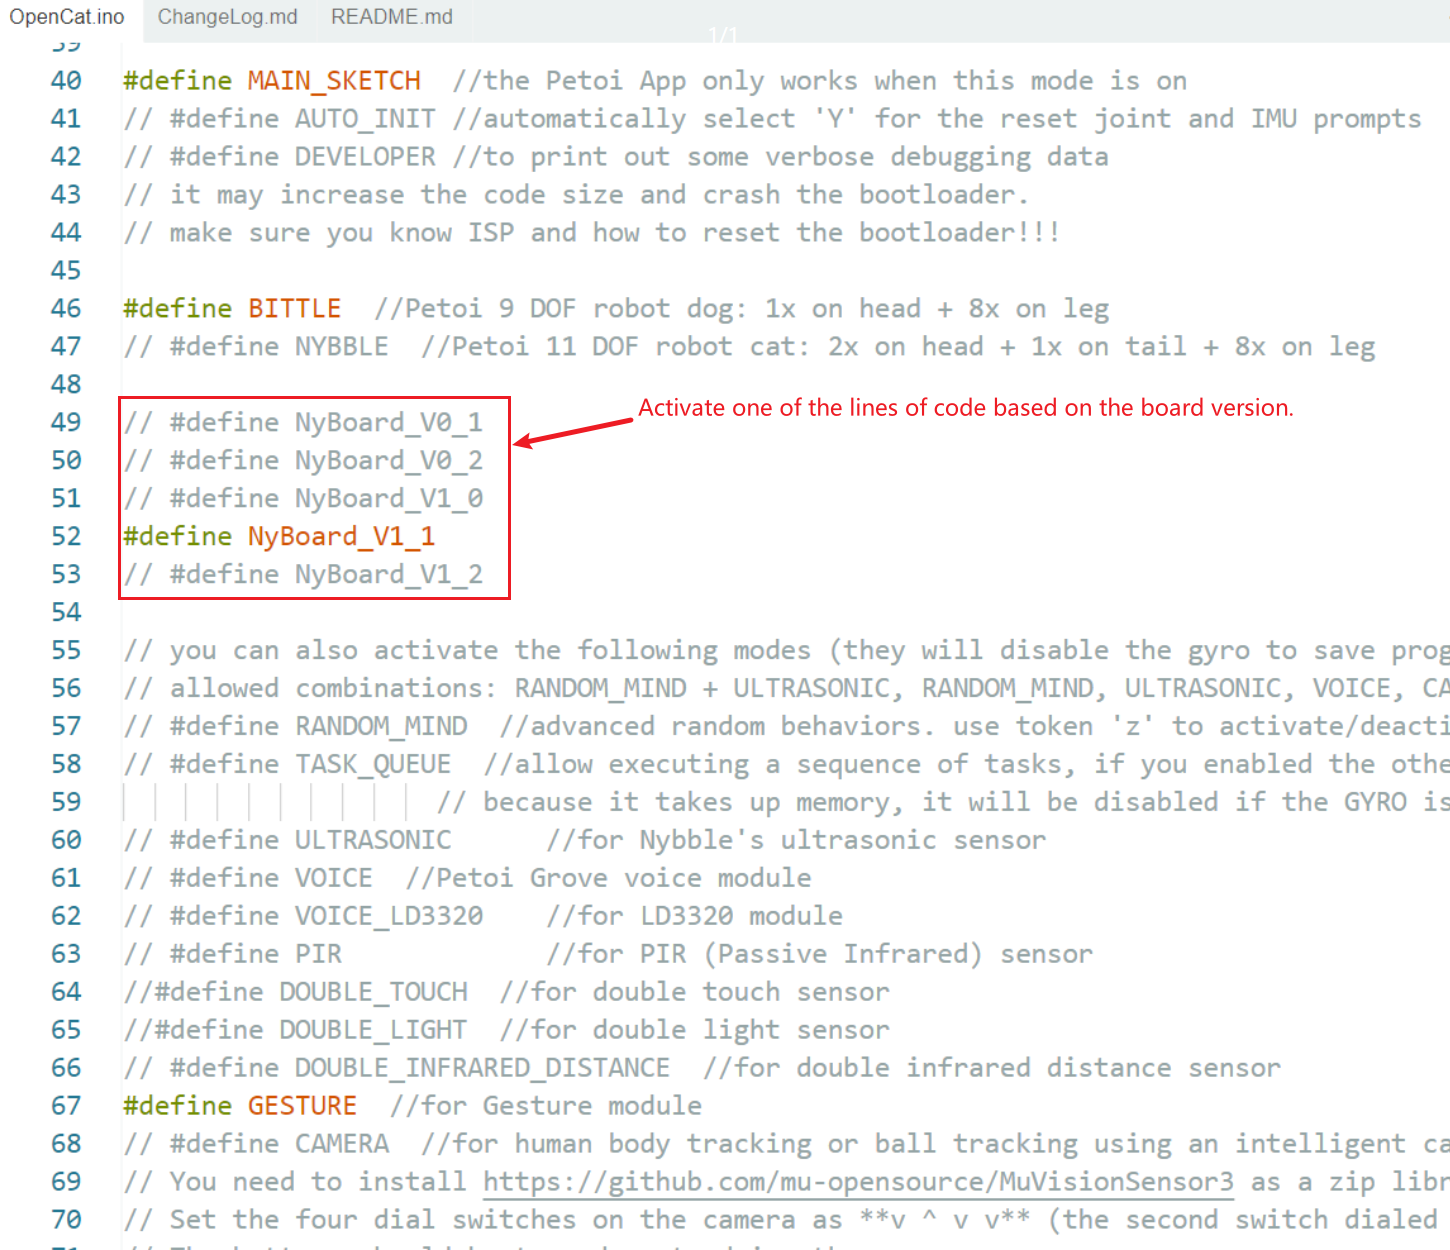 OpenCat.ino ChangeLog.md README.md
1/1
39
40 #define MAIN_SKETCH //the Petoi App only works when this mode is on
41 // #define AUTO_INIT //automatically select 'Y' for the reset joint and IMU prompts
42 // #define DEVELOPER //to print out some verbose debugging data
43 // it may increase the code size and crash the bootloader.
44 // make sure you know ISP and how to reset the bootloader!!!
45
46 #define BITTLE //Petoi 9 DOF robot dog: 1x on head + 8x on leg
47 // #define NYBBLE //Petoi 11 DOF robot cat: 2x on head + 1x on tail + 8x on leg
48
Activate one of the lines of code based on the board version.
49 // #define NyBoard_V0_1
50 // #define NyBoard_V0_2
51 // #define NyBoard_V1_0
52 #define NyBoard_V1_1
53 // #define NyBoard_V1_2
54
55 // you can also activate the following modes (they will disable the gyro to save prog
56 // allowed combinations: RANDOM_MIND + ULTRASONIC, RANDOM_MIND, ULTRASONIC, VOICE, CA
57 // #define RANDOM_MIND //advanced random behaviors. use token 'z' to activate/deacti
58 // #define TASK_QUEUE //allow executing a sequence of tasks, if you enabled the othe
59 // because it takes up memory, it will be disabled if the GYRO is
60 // #define ULTRASONIC //for Nybble's ultrasonic sensor
61 // #define VOICE //Petoi Grove voice module
62 // #define VOICE_LD3320 //for LD3320 module
63 // #define PIR //for PIR (Passive Infrared) sensor
64 //#define DOUBLE_TOUCH //for double touch sensor
65 //#define DOUBLE_LIGHT //for double light sensor
66 // #define DOUBLE_INFRARED_DISTANCE //for double infrared distance sensor
67 #define GESTURE //for Gesture module
68 // #define CAMERA //for human body tracking or ball tracking using an intelligent ca
69 // You need to install https://github.com/mu-opensource/MuVisionSensor3 as a zip libr
70 // Set the four dial switches on the camera as **v ^ v v** (the second switch dialed